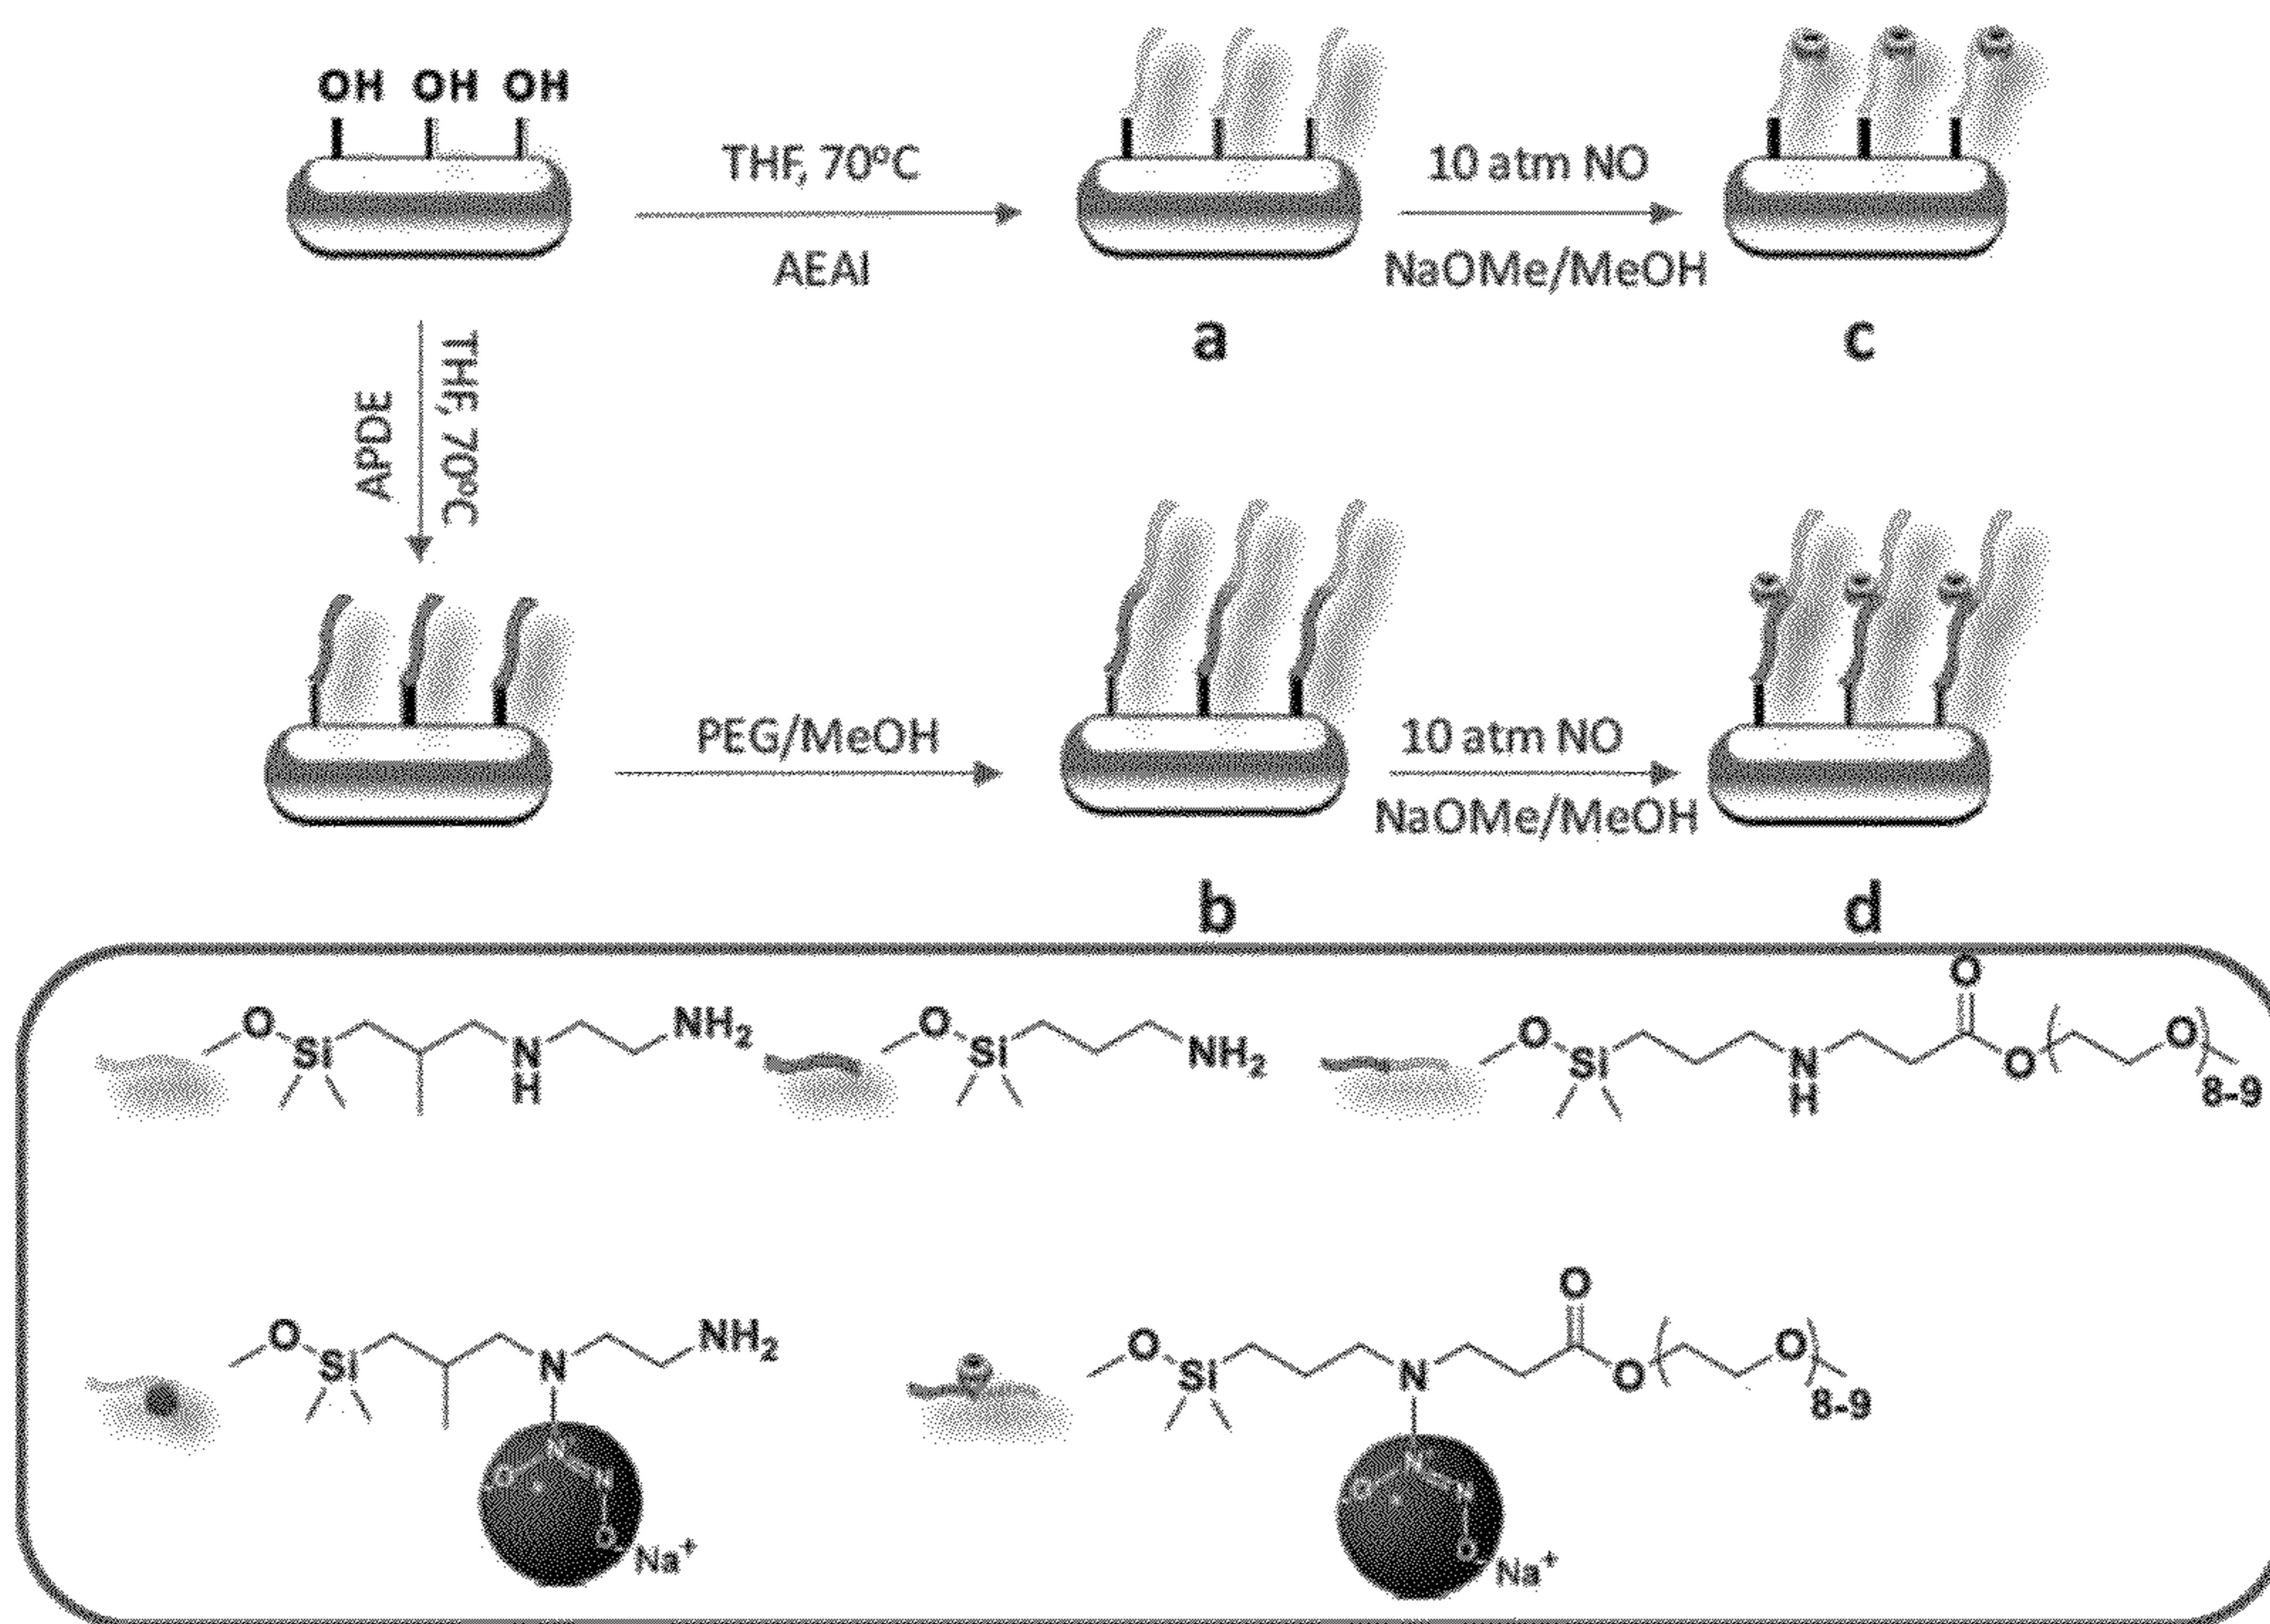 OH OH OH
THF, 70°C
AEAI
10 atm NO
NaOMe/MeOH
a
c
APDE
THF, 70°C
PEG/MeOH
10 atm NO
NaOMe/MeOH
b
d
O Si N H NH2
O Si NH2
O Si N H O O O 8-9
O Si N NH2
N O N O Na+
O Si N O O O 8-9
N O N O Na+